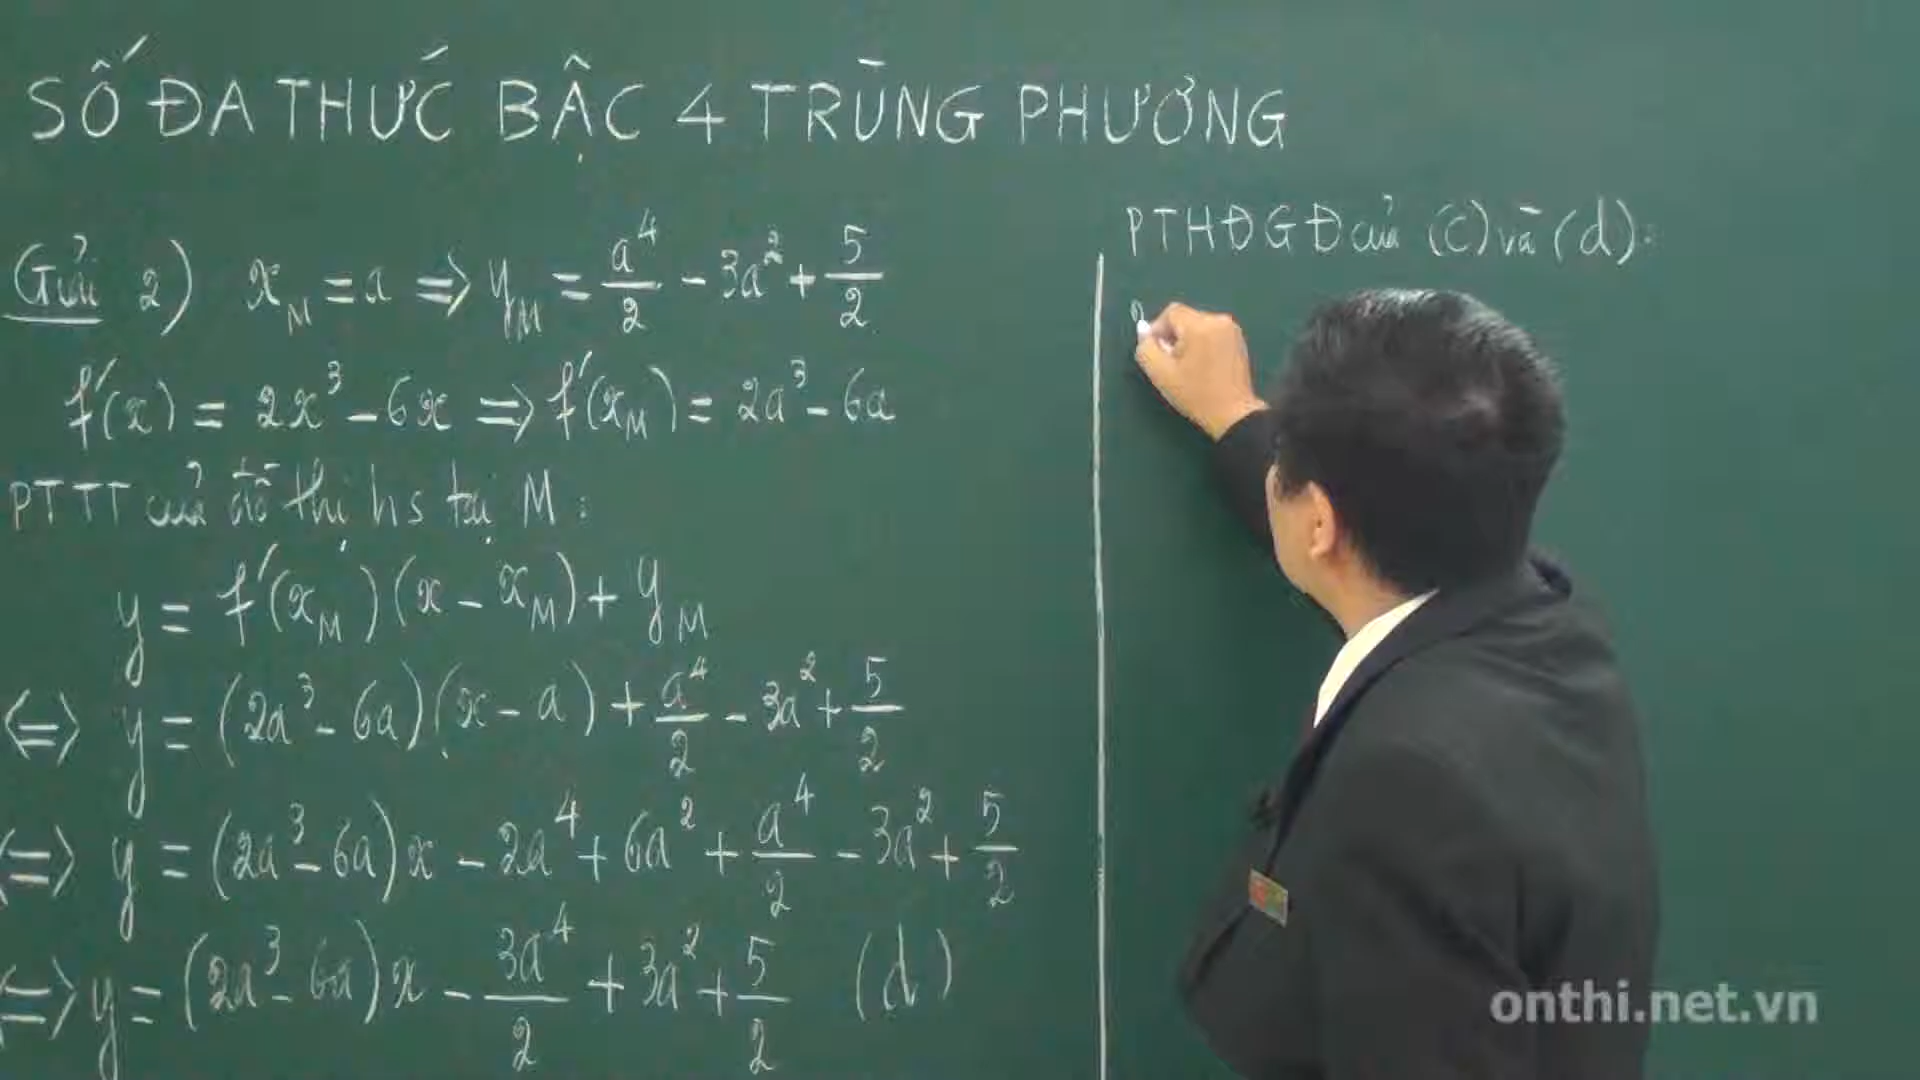 SỐ ĐA THỨC BẬC 4 TRÙNG PHƯƠNG
Giải 2) x_M = a => y_M = a^4/2 - 3a^2 + 5/2
f'(x) = 2x^3 - 6x => f'(x_M) = 2a^3 - 6a
PTTT của đồ thị hs tại M:
y = f'(x_M)(x - x_M) + y_M
<=> y = (2a^3 - 6a)(x - a) + a^4/2 - 3a^2 + 5/2
<=> y = (2a^3 - 6a)x - 2a^4 + 6a^2 + a^4/2 - 3a^2 + 5/2
<=> y = (2a^3 - 6a)x - 3a^4/2 + 3a^2 + 5/2 (d)
PTHĐGĐ của (C) và (d):
onthi.net.vn